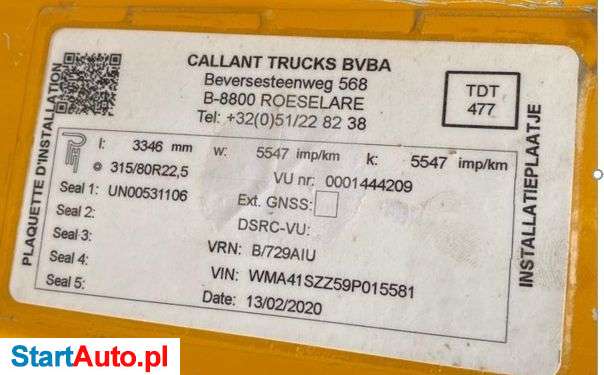 CALLANT TRUCKS BVBA
Beversesteenweg 568
B-8800 ROESELARE
Tel: +32(0)51/22 82 38
TDT
477
PLAQUETTE D'INSTALLATION
INSTALLATIEPLAATJE
l: 3346 mm w: 5547 imp/km k: 5547 imp/km
315/80R22,5 VU nr: 0001444209
Seal 1: UN00531106 Ext. GNSS:
Seal 2: DSRC-VU:
Seal 3: VRN: B/729AIU
Seal 4: VIN: WMA41SZZ59P015581
Seal 5: Date: 13/02/2020
StartAuto.pl